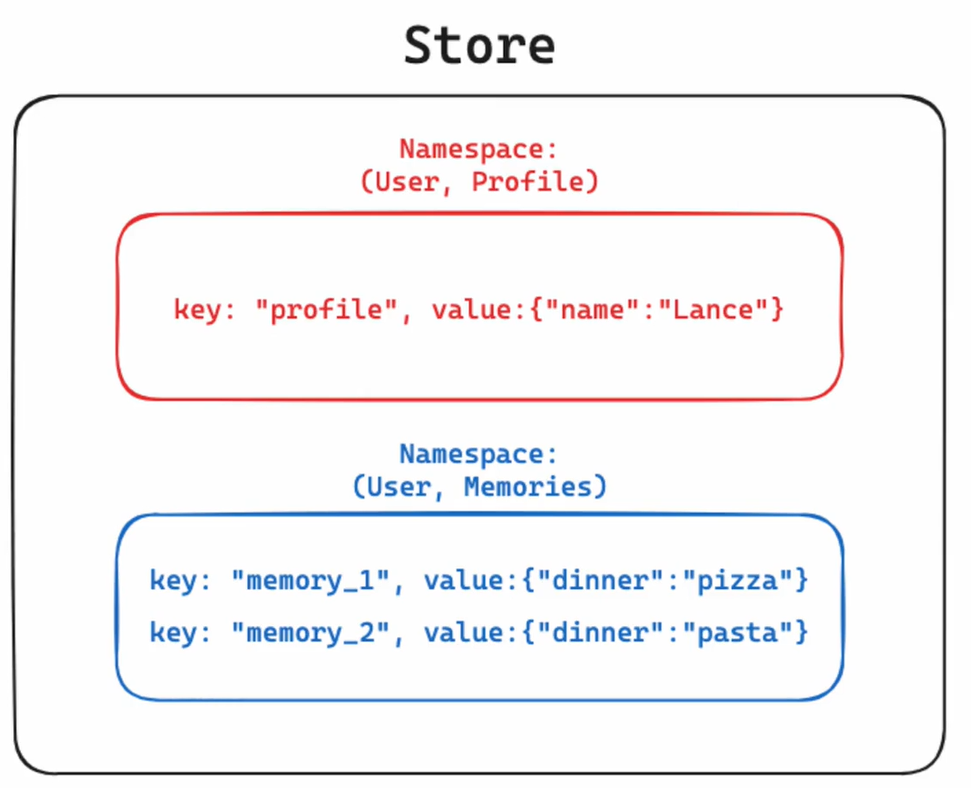 Store
Namespace:
(User, Profile)
key: "profile", value:{"name":"Lance"}
Namespace:
(User, Memories)
key: "memory_1", value:{"dinner":"pizza"}
key: "memory_2", value:{"dinner":"pasta"}